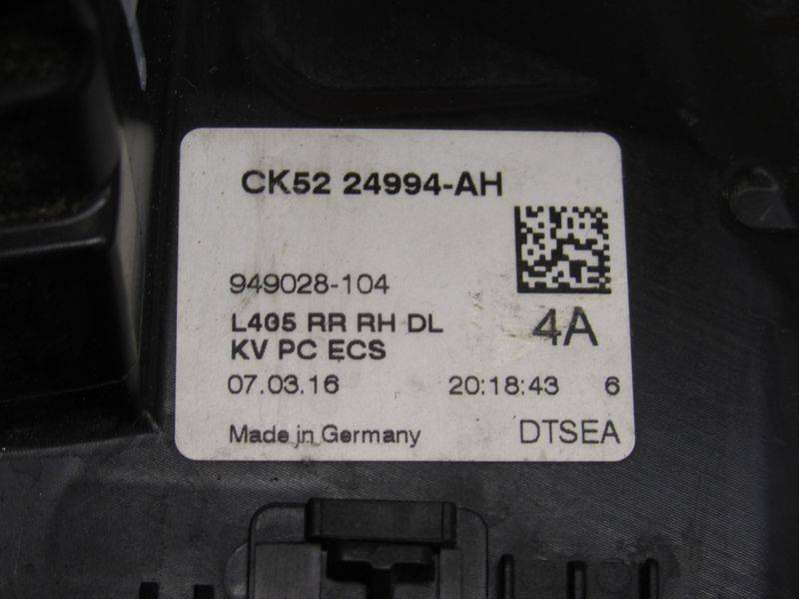 CK52 24994-AH
949028-104
L405 RR RH DL
4A
KV PC ECS
07.03.16 20:18:43 6
Made in Germany DTSEA